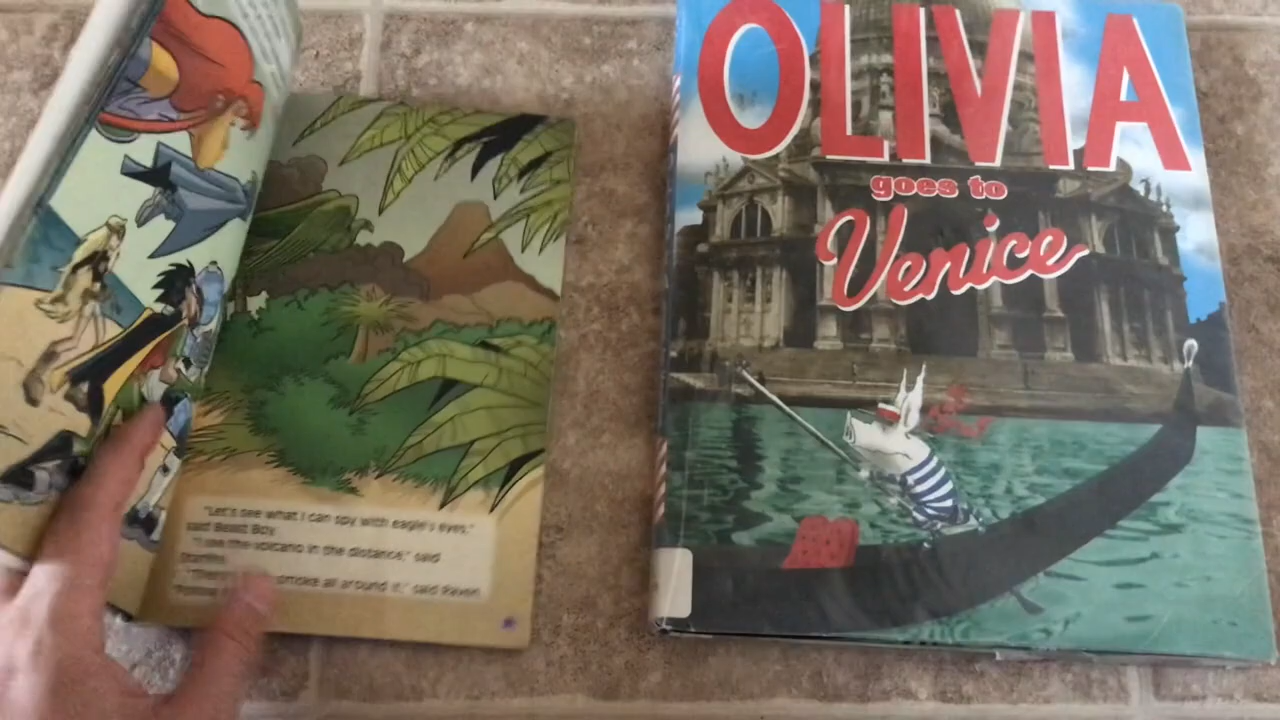 "Let's see what I can spy with eagle's eyes,"
said Beast Boy.
"I see the volcano in the distance," said
smoke all around it," said Raven.
OLIVIA
goes to
Venice